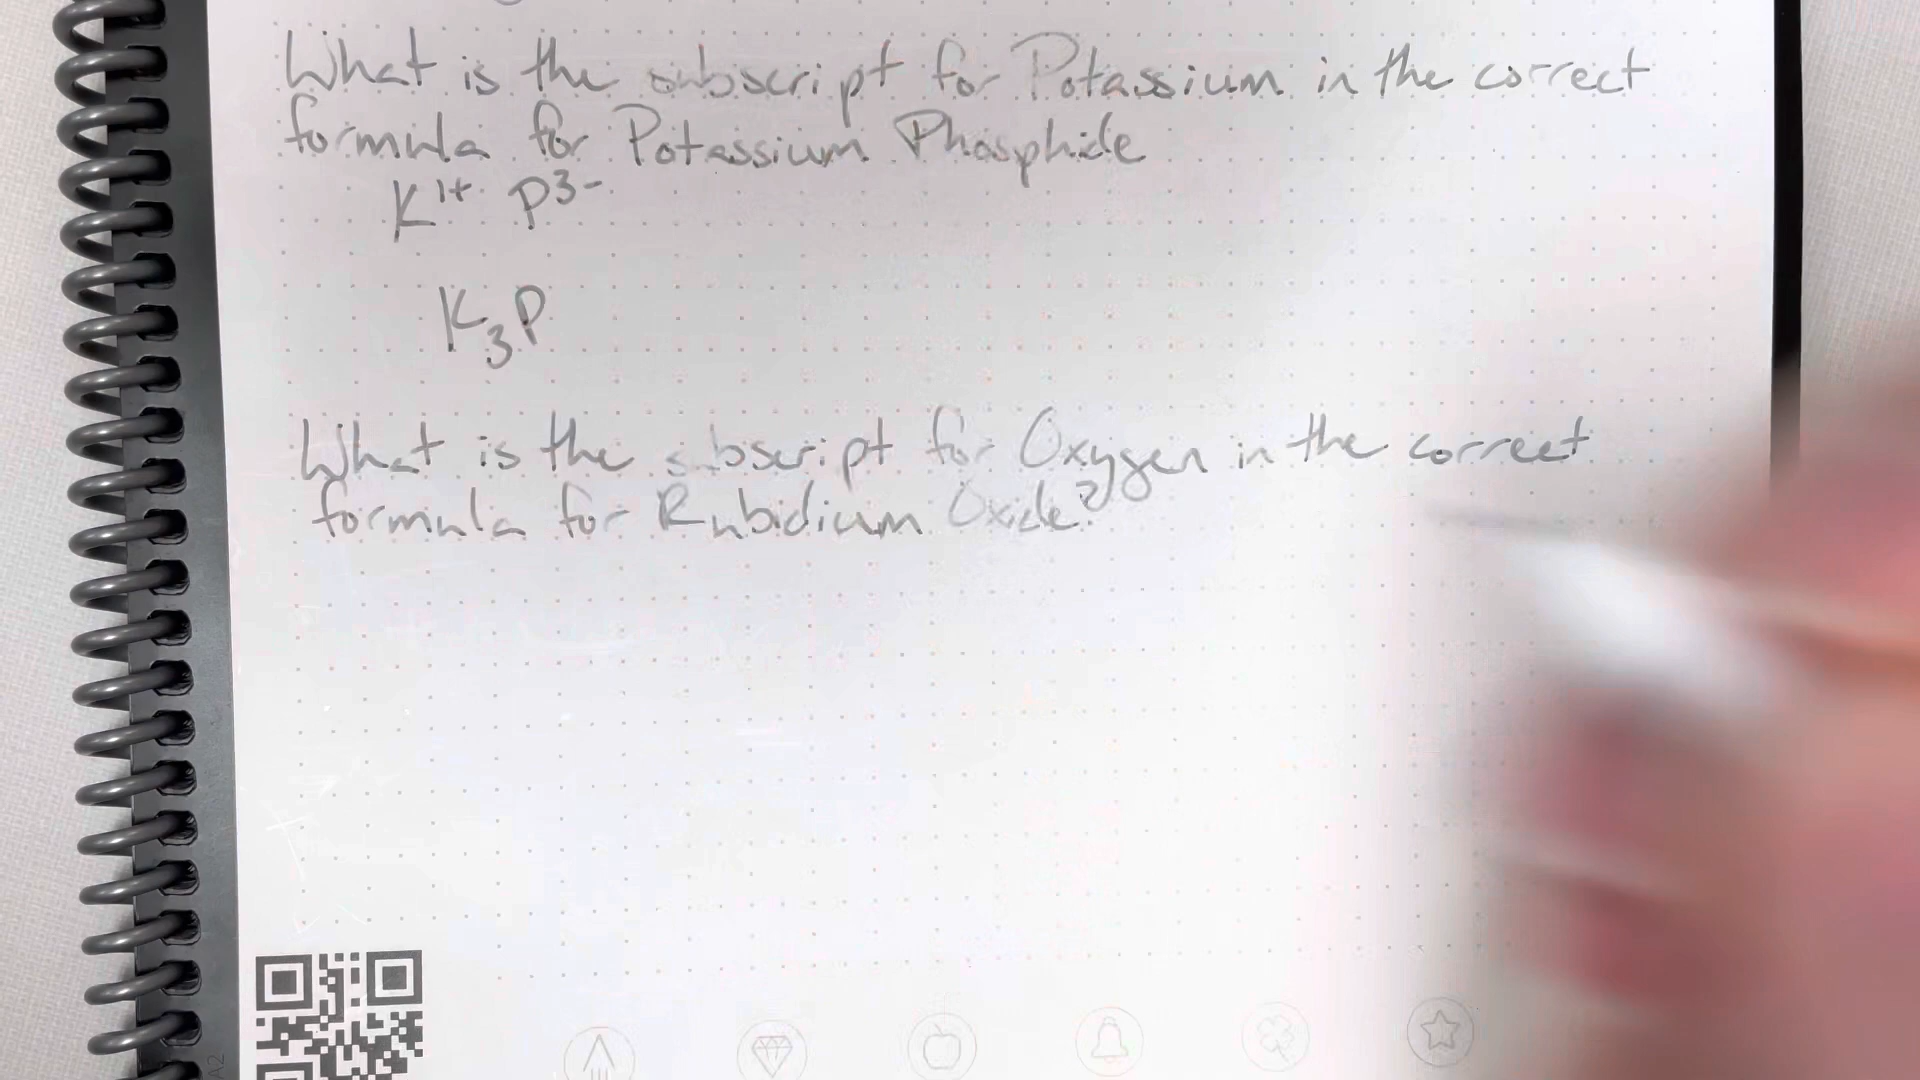 What is the subscript for Potassium in the correct
formula for Potassium Phosphide
K¹⁺ P³⁻
K₃P
What is the subscript for Oxygen in the correct
formula for Rubidium Oxide?
A2